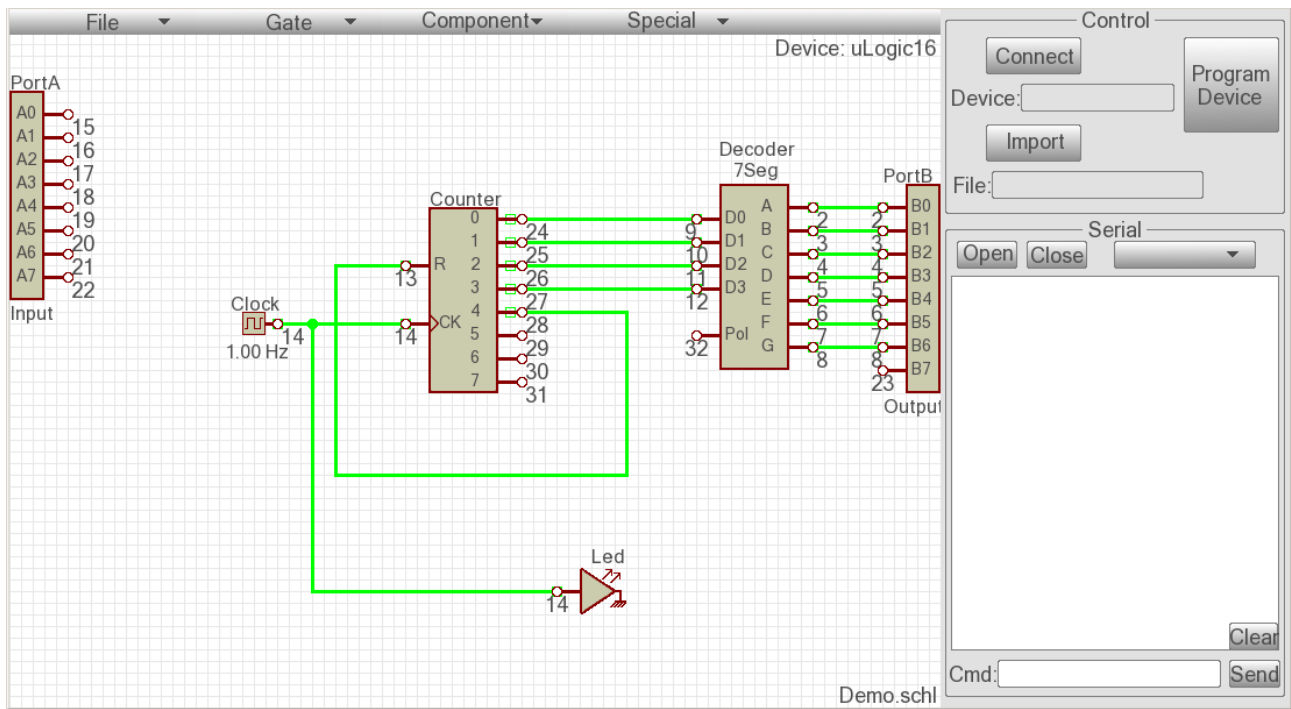 File Gate Component Special
Device: uLogic16
PortA
A0
15
A1
16
A2
17
A3
18
A4
19
A5
20
A6
21
A7
22
Input
Clock
14
1.00 Hz
Counter
0
24
1
25
R
13
2
26
3
27
4
28
CK
14
5
29
6
30
7
31
Decoder
7Seg
D0
9
D1
10
D2
11
D3
12
Pol
32
A
2
B
3
C
4
D
5
E
6
F
7
G
8
PortB
B0
2
B1
3
B2
4
B3
5
B4
6
B5
7
B6
8
B7
23
Output
Led
14
Demo.schl
Control
Connect
Program
Device
Device:
Import
File:
Serial
Open Close
Clear
Cmd: Send